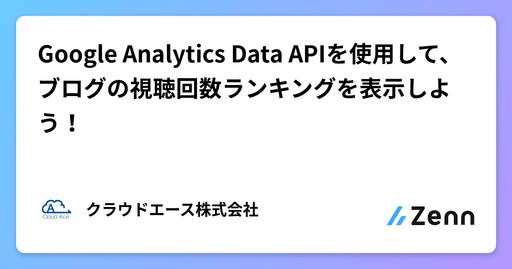 Google Analytics Data APIを使用して、
ブログの視聴回数ランキングを表示しよ
う！
Cloud Ace
クラウドエース株式会社
Zenn